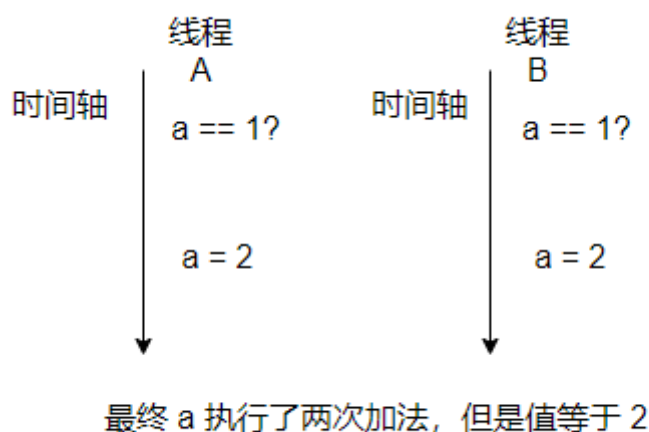 线程
A
时间轴
a == 1?
a = 2
线程
B
时间轴
a == 1?
a = 2
最终 a 执行了两次加法，但是值等于 2